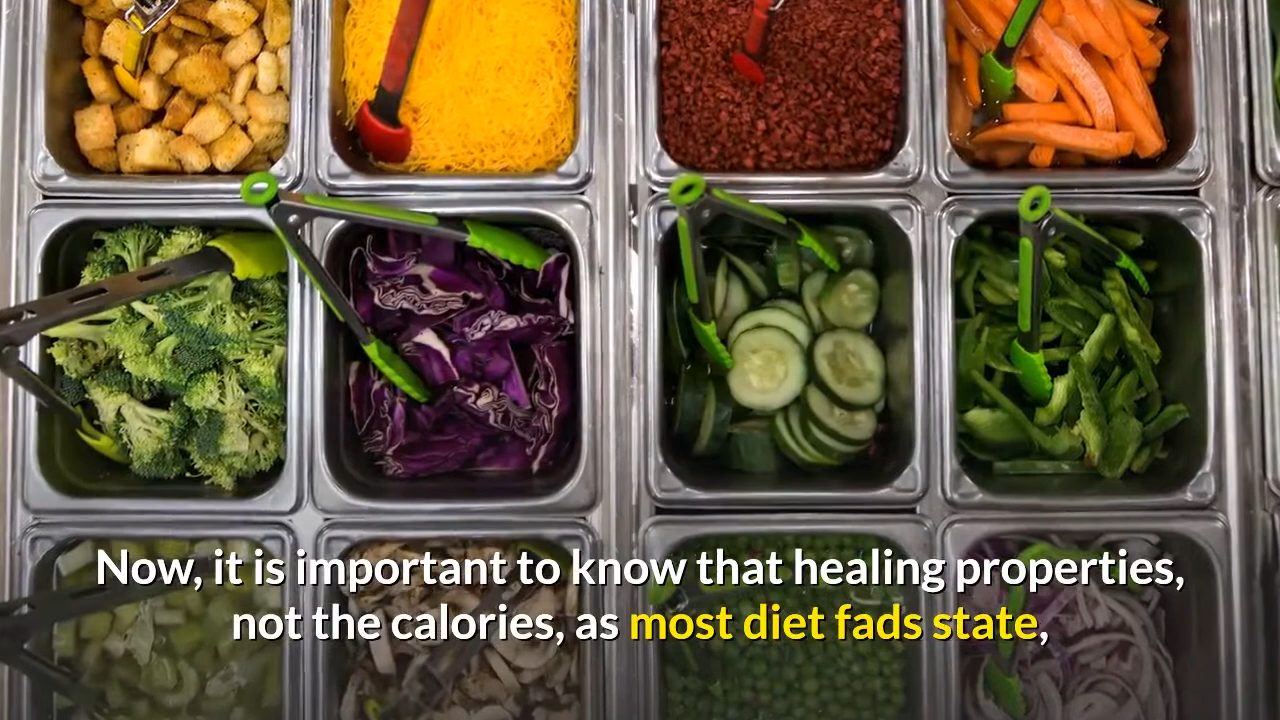 Now, it is important to know that healing properties,
not the calories, as most diet fads state,